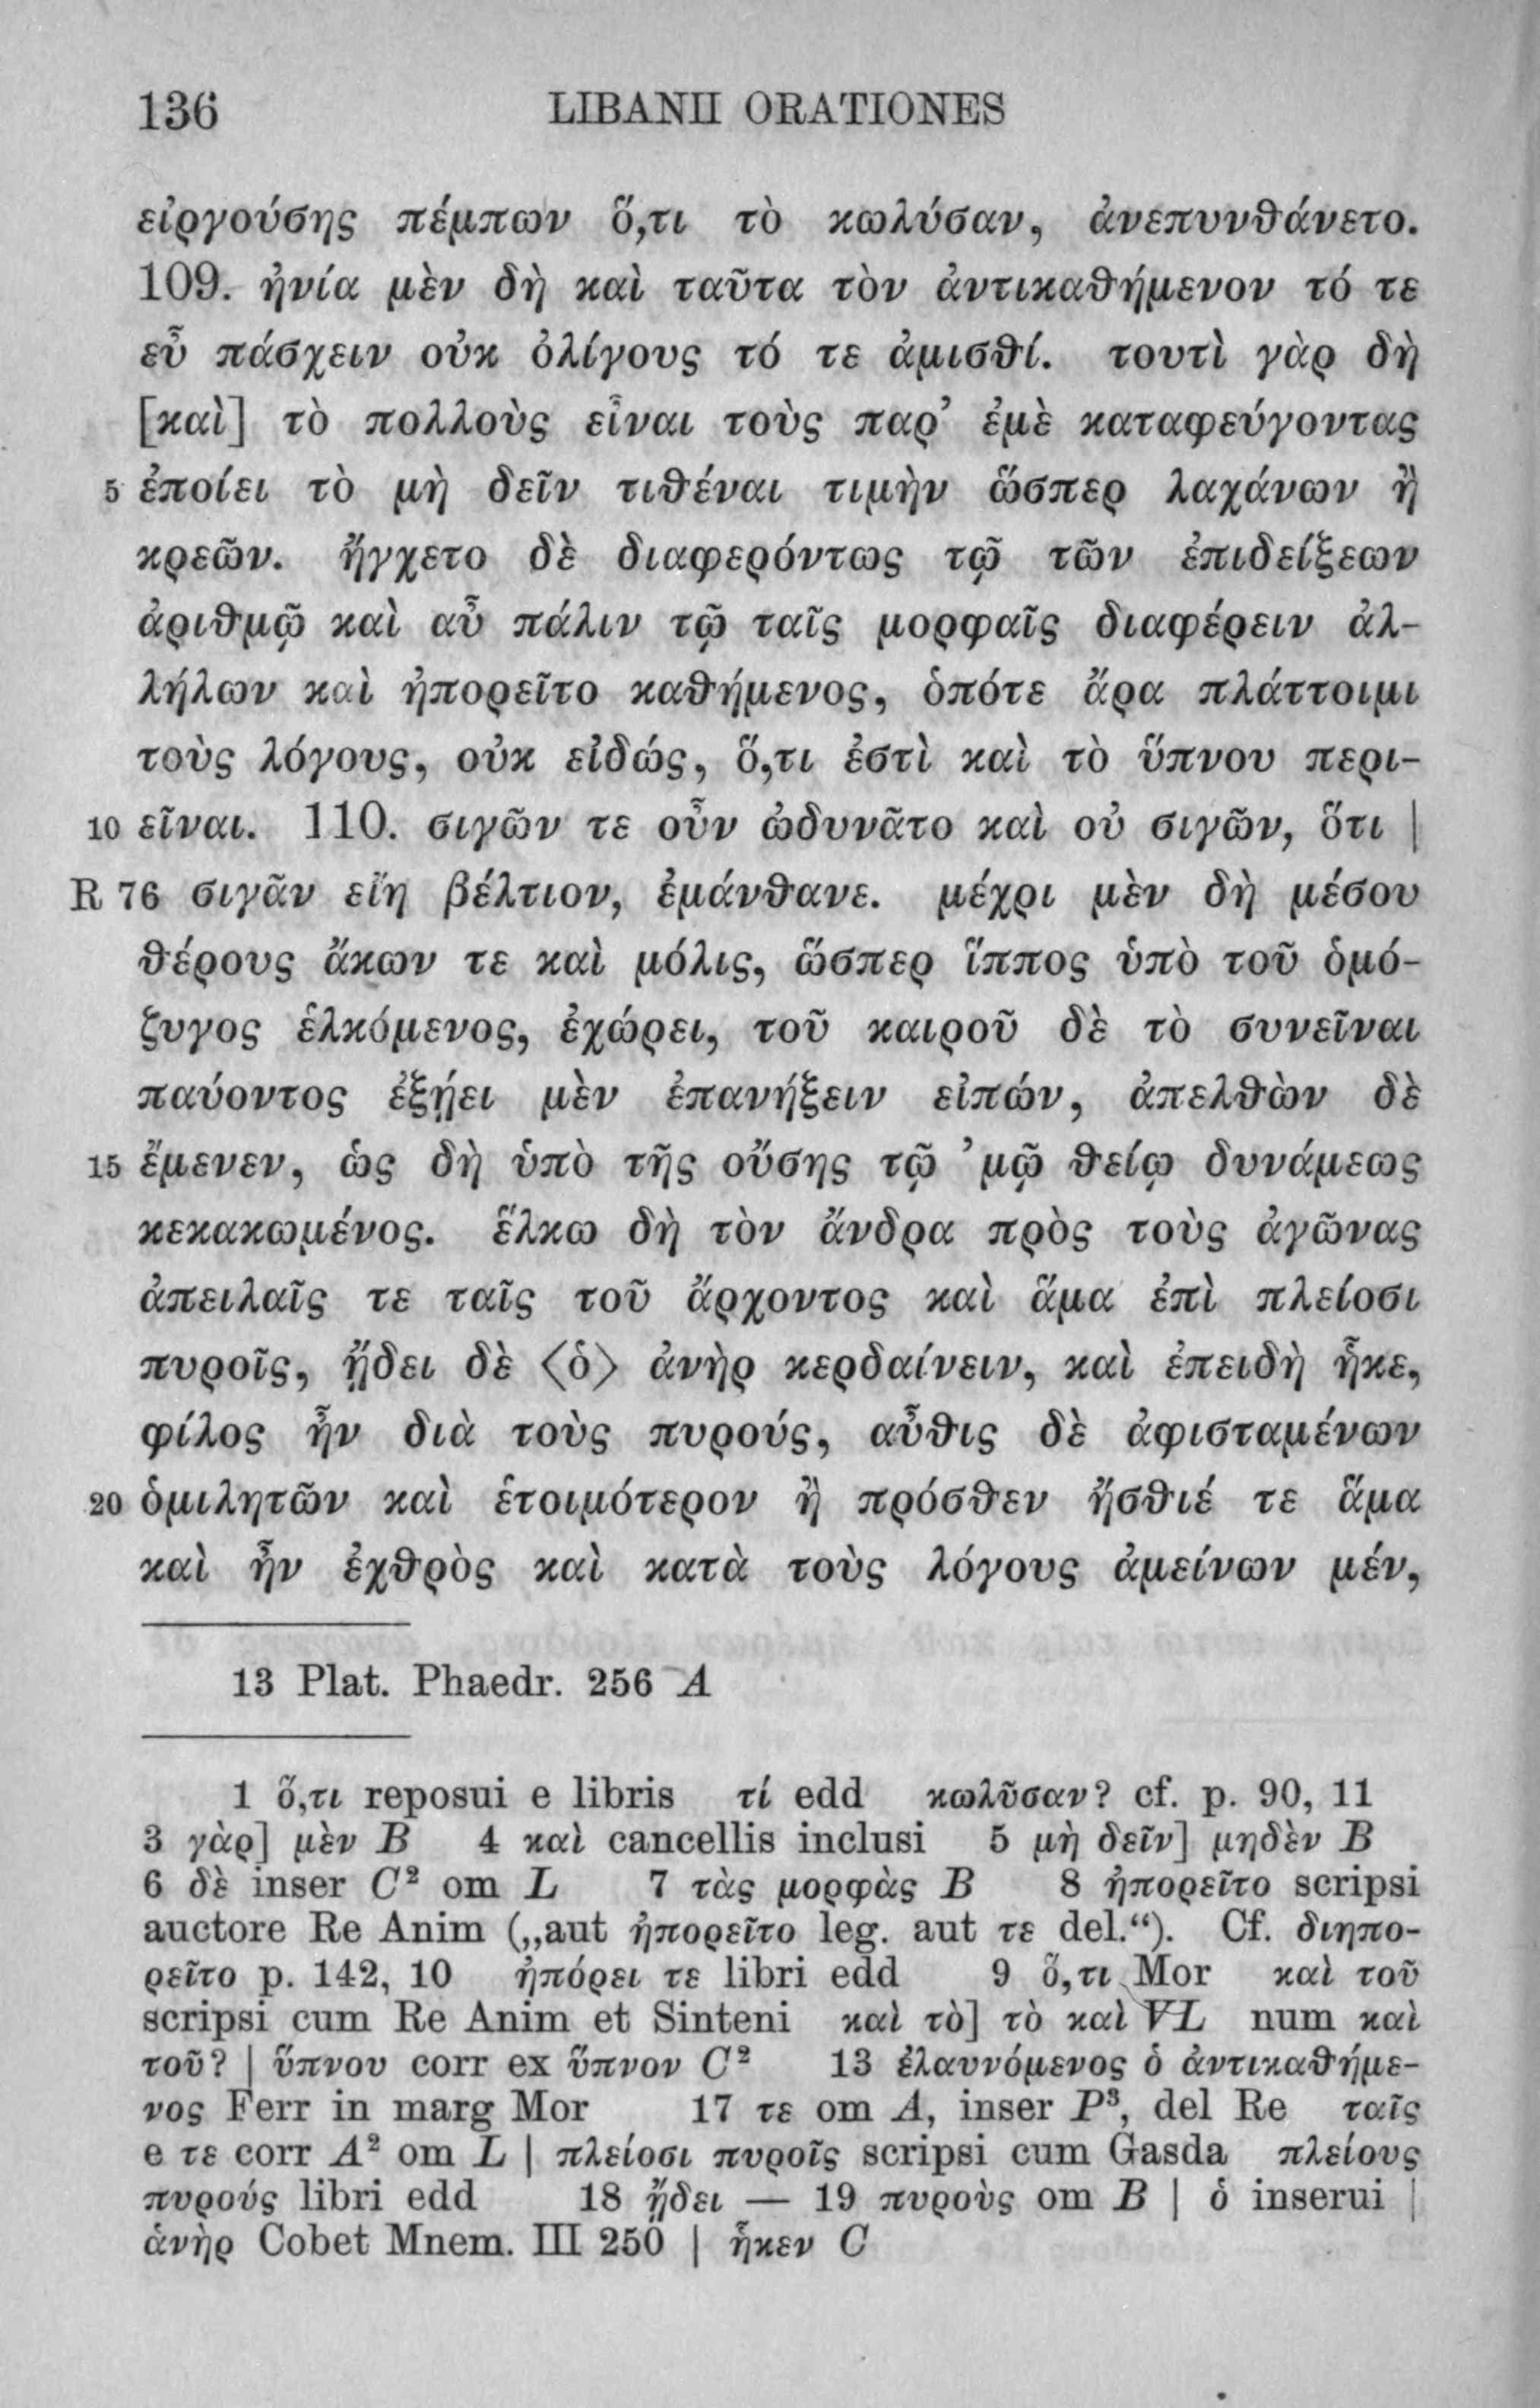 136 LIBANII ORATIONES
εἰργούσης πέμπων ὅ,τι τὸ κωλύσαν, ἀνεπυνθάνετο.
109. ἠνία μὲν δὴ καὶ ταῦτα τὸν ἀντικαθήμενον τό τε
εὖ πάσχειν οὐκ ὀλίγους τό τε ἀμισθί. τουτὶ γὰρ δὴ
[καὶ] τὸ πολλοὺς εἶναι τοὺς παρ’ ἐμὲ καταφεύγοντας
5 ἐποίει τὸ μὴ δεῖν τιθέναι τιμὴν ὥσπερ λαχάνων ἢ
κρεῶν. ἤγχετο δὲ διαφερόντως τῷ τῶν ἐπιδείξεων
ἀριθμῷ καὶ αὖ πάλιν τῷ ταῖς μορφαῖς διαφέρειν ἀλ-
λήλων καὶ ἠπορεῖτο καθήμενος, ὁπότε ἄρα πλάττοιμι
τοὺς λόγους, οὐκ εἰδώς, ὅ,τι ἐστὶ καὶ τὸ ὕπνου περι-
10 εῖναι. 110. σιγῶν τε οὖν ὠδυνᾶτο καὶ οὐ σιγῶν, ὅτι |
R 76 σιγᾶν εἴη βέλτιον, ἐμάνθανε. μέχρι μὲν δὴ μέσου
θέρους ἄκων τε καὶ μόλις, ὥσπερ ἵππος ὑπὸ τοῦ ὁμό-
ζυγος ἑλκόμενος, ἐχώρει, τοῦ καιροῦ δὲ τὸ συνεῖναι
παύοντος ἐξῄει μὲν ἐπανήξειν εἰπών, ἀπελθὼν δὲ
15 ἔμενεν, ὡς δὴ ὑπὸ τῆς οὔσης τῷ ’μῷ θείῳ δυνάμεως
κεκακωμένος. ἕλκω δὴ τὸν ἄνδρα πρὸς τοὺς ἀγῶνας
ἀπειλαῖς τε ταῖς τοῦ ἄρχοντος καὶ ἅμα ἐπὶ πλείοσι
πυροῖς, ᾔδει δὲ ⟨ὁ⟩ ἀνὴρ κερδαίνειν, καὶ ἐπειδὴ ἧκε,
φίλος ἦν διὰ τοὺς πυρούς, αὖθις δὲ ἀφισταμένων
20 ὁμιλητῶν καὶ ἑτοιμότερον ἢ πρόσθεν ἤσθιέ τε ἅμα
καὶ ἦν ἐχθρὸς καὶ κατὰ τοὺς λόγους ἀμείνων μέν,
13 Plat. Phaedr. 256 A
1 ὅ,τι reposui e libris τί edd κωλῦσαν? cf. p. 90, 11
3 γὰρ] μὲν B 4 καὶ cancellis inclusi 5 μὴ δεῖν] μηδὲν B
6 δὲ inser C² om L 7 τὰς μορφὰς B 8 ἠπορεῖτο scripsi
auctore Re Anim („aut ἠπορεῖτο leg. aut τε del.“). Cf. διηπο-
ρεῖτο p. 142, 10 ἠπόρει τε libri edd 9 ὅ,τι Mor καὶ τοῦ
scripsi cum Re Anim et Sinteni καὶ τὸ] τὸ καὶ VL num καὶ
τοῦ? | ὕπνου corr ex ὕπνον C² 13 ἐλαυνόμενος ὁ ἀντικαθήμε-
νος Ferr in marg Mor 17 τε om A, inser P³, del Re ταῖς
e τε corr A² om L | πλείοσι πυροῖς scripsi cum Gasda πλείους
πυρούς libri edd 18 ᾔδει — 19 πυροὺς om B | ὁ inserui |
ἁνὴρ Cobet Mnem. III 250 | ἧκεν C